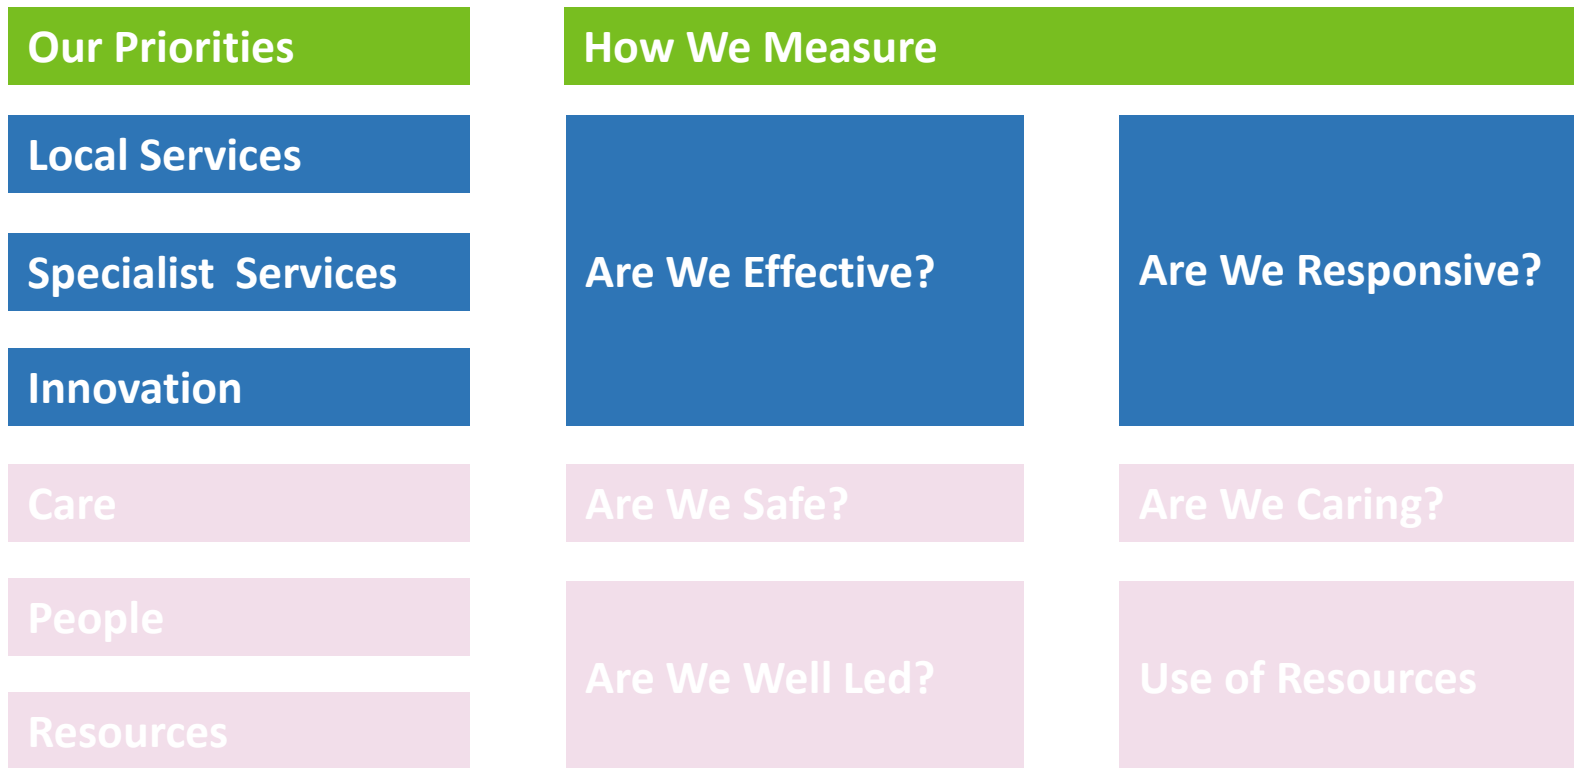 Our Priorities
How We Measure
Local Services
Specialist  Services
Innovation
Are We Effective?
Are We Responsive?
Care
Are We Safe?
Are We Caring?
People
Resources
Are We Well Led?
Use of Resources